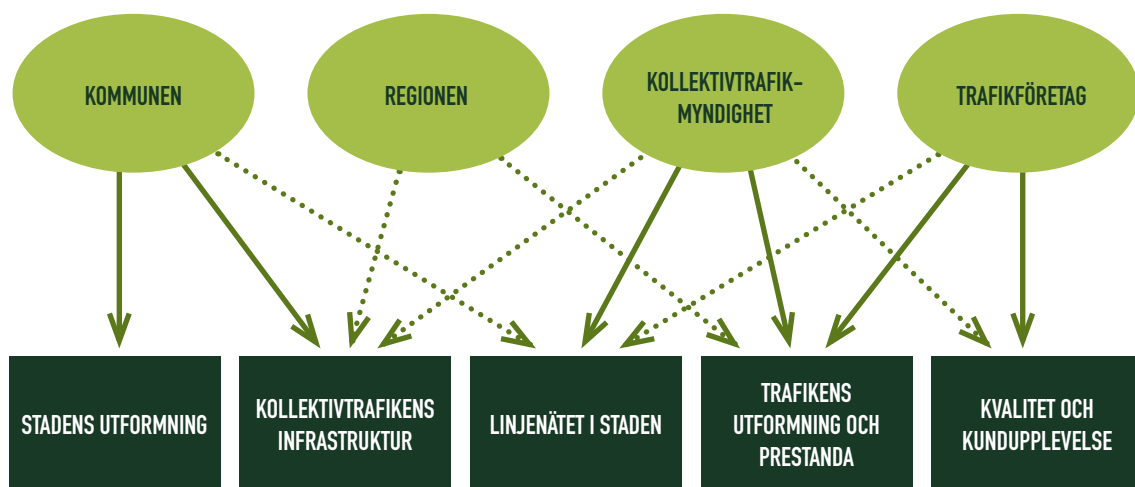 KOMMUNEN
REGIONEN
KOLLEKTIVTRAFIK-
MYNDIGHET
TRAFIKFÖRETAG
STADENS UTFORMNING
KOLLEKTIVTRAFIKENS
INFRASTRUKTUR
LINJENÄTET I STADEN
TRAFIKENS
UTFORMNING OCH
PRESTANDA
KVALITET OCH
KUNDUPPLEVELSE